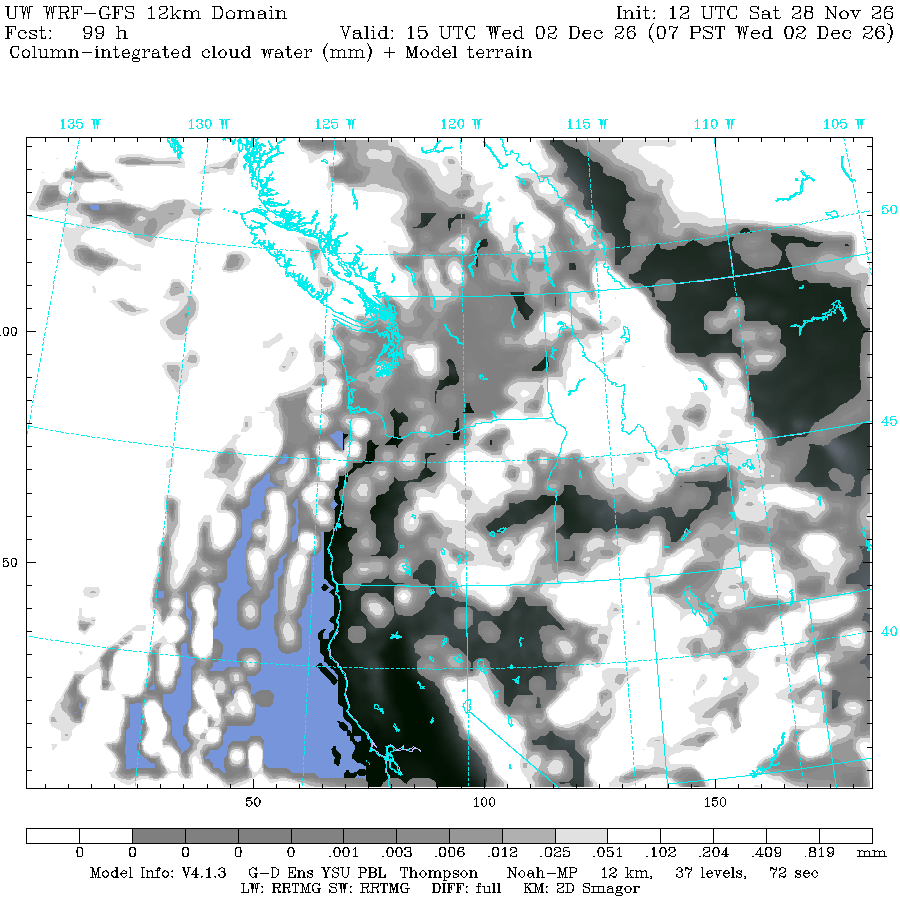 UW WRF-GFS 12km Domain Init: 12 UTC Sat 28 Nov 26
Fcst: 99 h Valid: 15 UTC Wed 02 Dec 26 (07 PST Wed 02 Dec 26)
Column-integrated cloud water (mm) + Model terrain
135 W 130 W 125 W 120 W 115 W 110 W 105 W
50
00
45
50
40
50 100 150
0 0 0 0 0 .001 .003 .006 .012 .025 .051 .102 .204 .409 .819 mm
Model Info: V4.1.3 G-D Ens YSU PBL Thompson Noah-MP 12 km, 37 levels, 72 sec
LW: RRTMG SW: RRTMG DIFF: full KM: 2D Smagor